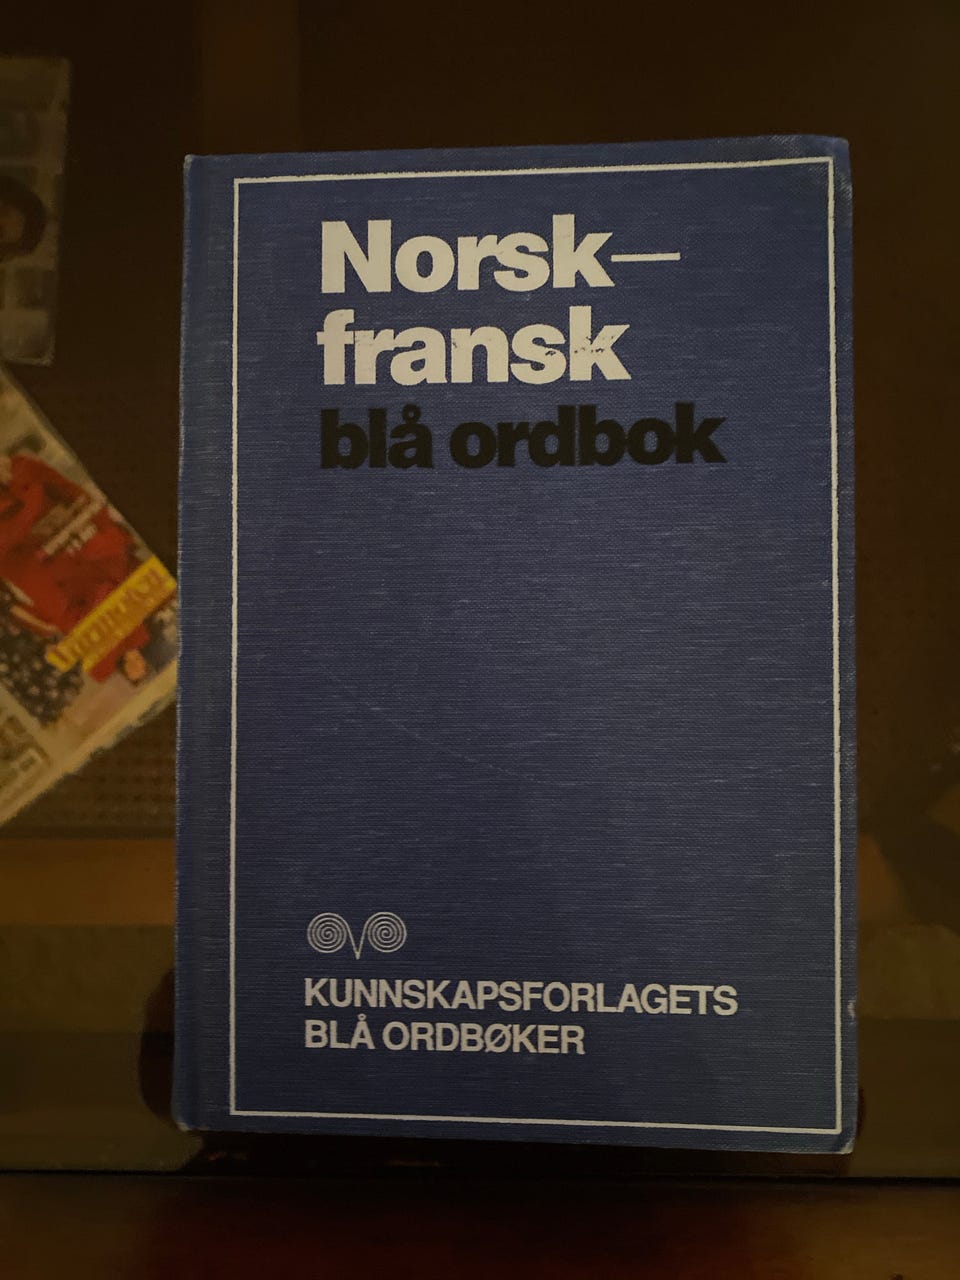 Norsk—
fransk
blå ordbok
KUNNSKAPSFORLAGETS
BLÅ ORDBØKER